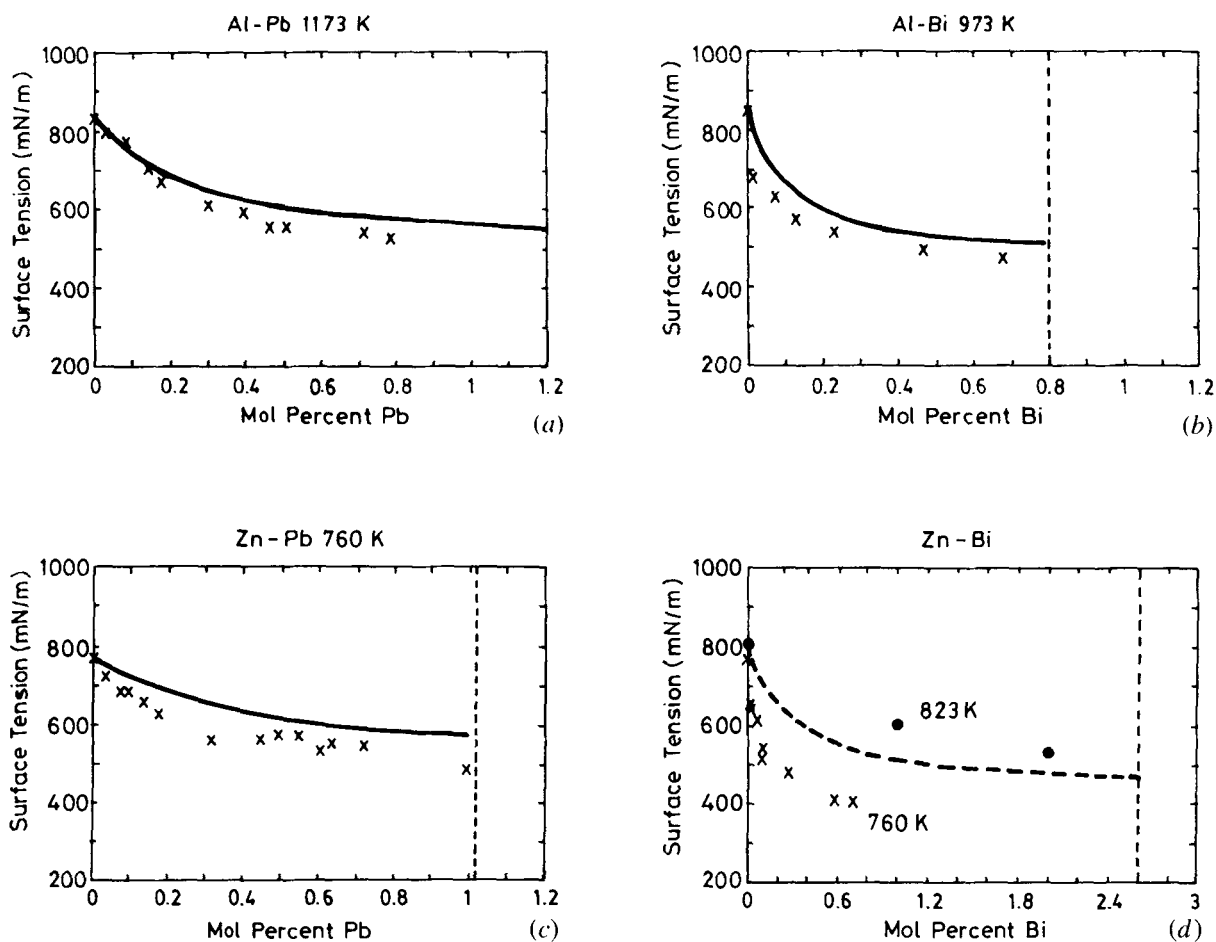 Al-Pb 1173 K
Surface Tension (mN/m)
1000
800
600
400
200
0 0.2 0.4 0.6 0.8 1 1.2
Mol Percent Pb
(a)
Al-Bi 973 K
Surface Tension (mN/m)
1000
800
600
400
200
0 0.2 0.4 0.6 0.8 1 1.2
Mol Percent Bi
(b)
Zn-Pb 760 K
Surface Tension (mN/m)
1000
800
600
400
200
0 0.2 0.4 0.6 0.8 1 1.2
Mol Percent Pb
(c)
Zn-Bi
Surface Tension (mN/m)
1000
800
600
400
200
823 K
760 K
0 0.6 1.2 1.8 2.4 3
Mol Percent Bi
(d)